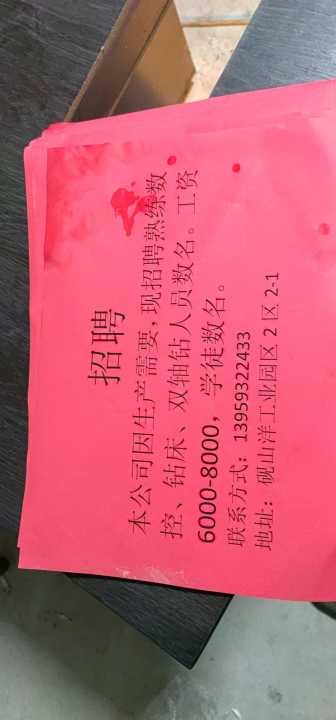 招聘
本公司因生产需要,现招聘熟练数
控、钻床、双轴钻人员数名。工资
6000-8000，学徒数名。
联系方式：13959322433
地址：砚山洋工业园区 2 区 2-1